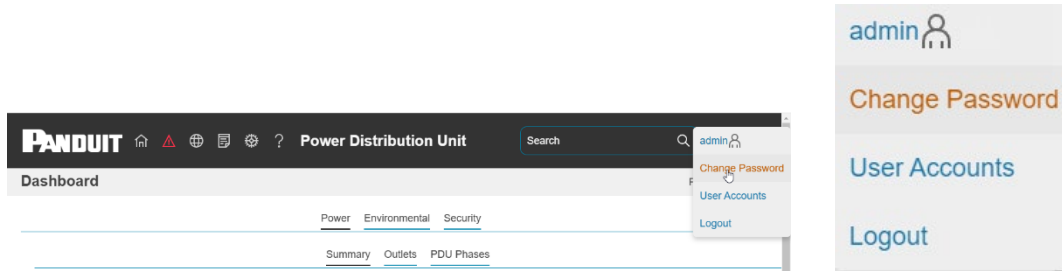 PANDUIT ? Power Distribution Unit Search admin
Change Password
Dashboard
User Accounts
Logout
Power Environmental Security
Summary Outlets PDU Phases
admin
Change Password
User Accounts
Logout